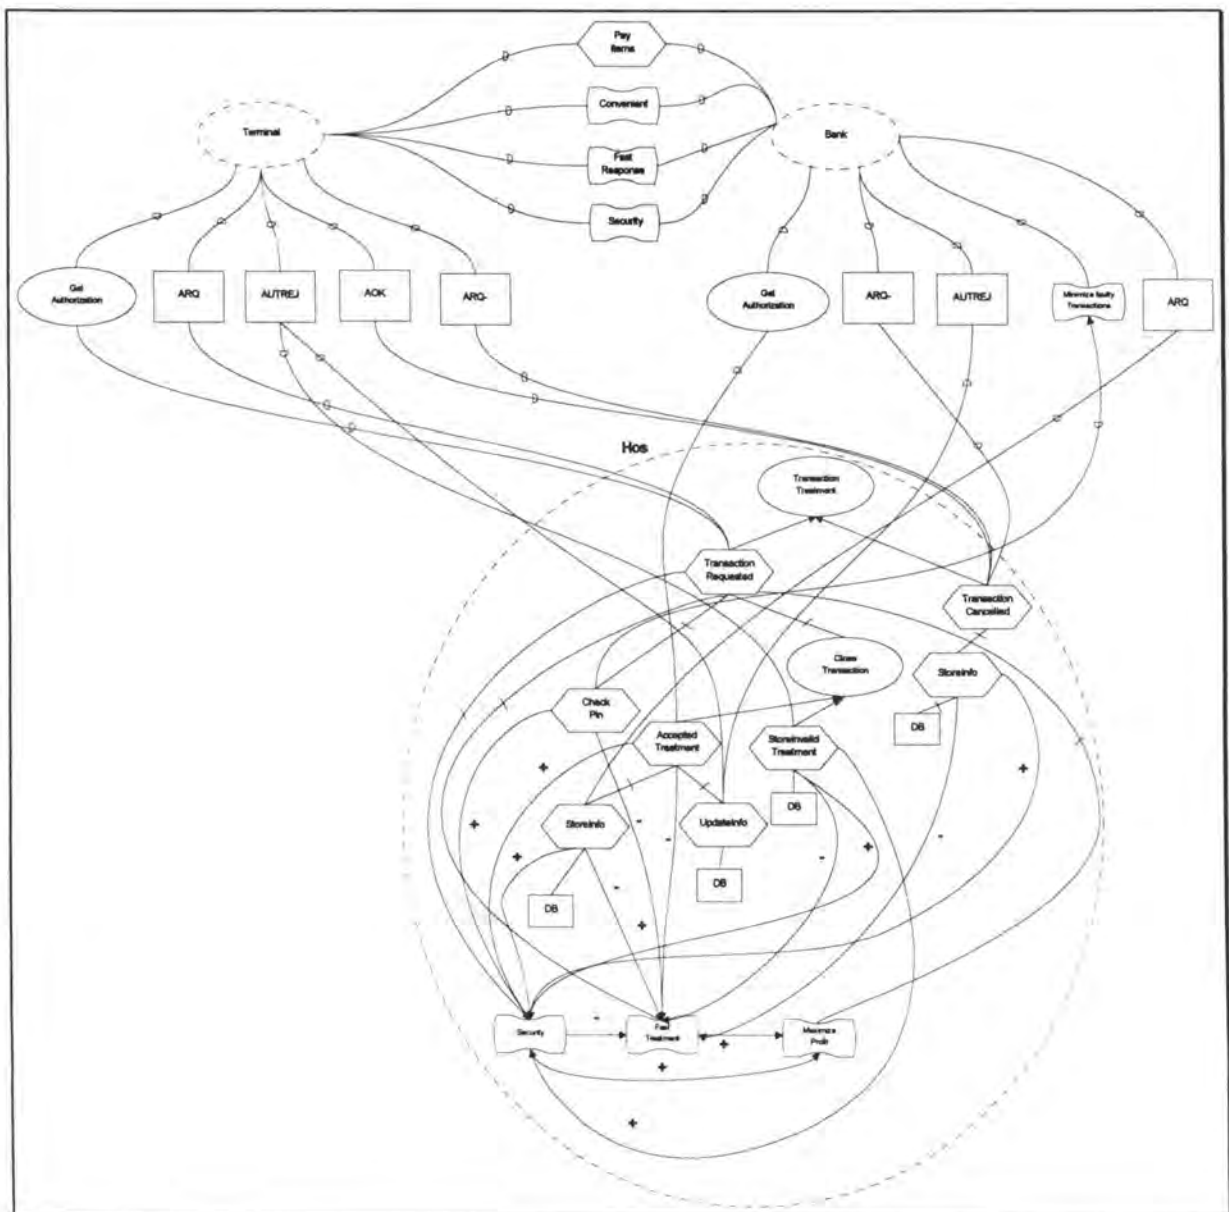 Pay
Items
Convenient
Fast
Response
Security
Terminal
Bank
Get
Authorization
ARQ
AUTREJ
AOK
ARQ-
Get
Authorization
ARQ-
AUTREJ
Minimize faulty
Transactions
ARQ
Hos
Transaction
Treatment
Transaction
Requested
Transaction
Cancelled
Close
Transaction
StoreInfo
DB
Check
Pin
Accepted
Treatment
StoreInvalid
Treatment
DB
StoreInfo
UpdateInfo
DB
DB
Security
Fast
Treatment
Maximize
Profit